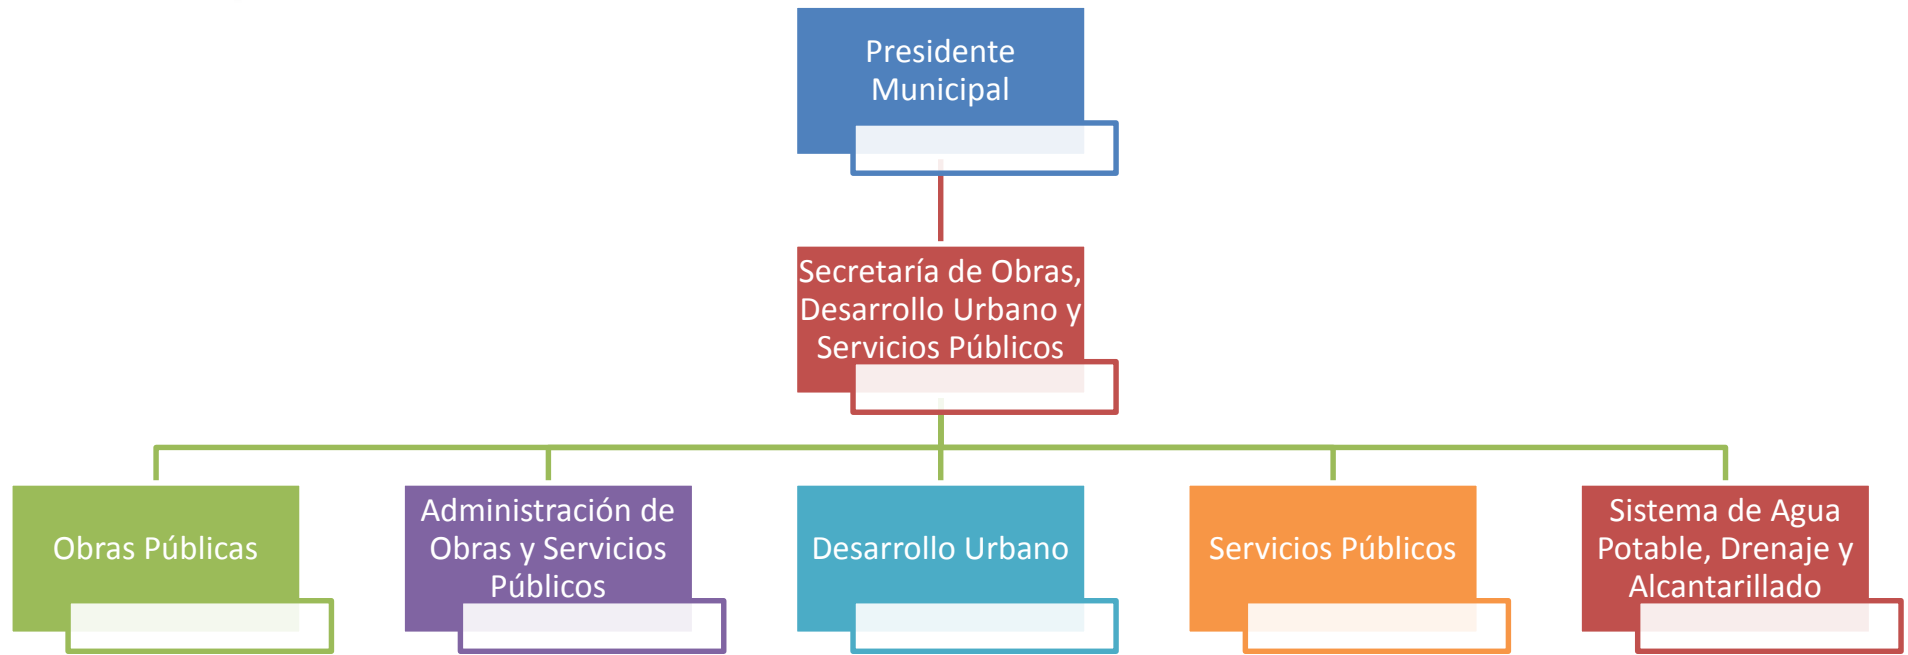 Presidente
Municipal
Secretaría de Obras,
Desarrollo Urbano y
Servicios Públicos
Obras Públicas
Administración de
Obras y Servicios
Públicos
Desarrollo Urbano
Servicios Públicos
Sistema de Agua
Potable, Drenaje y
Alcantarillado